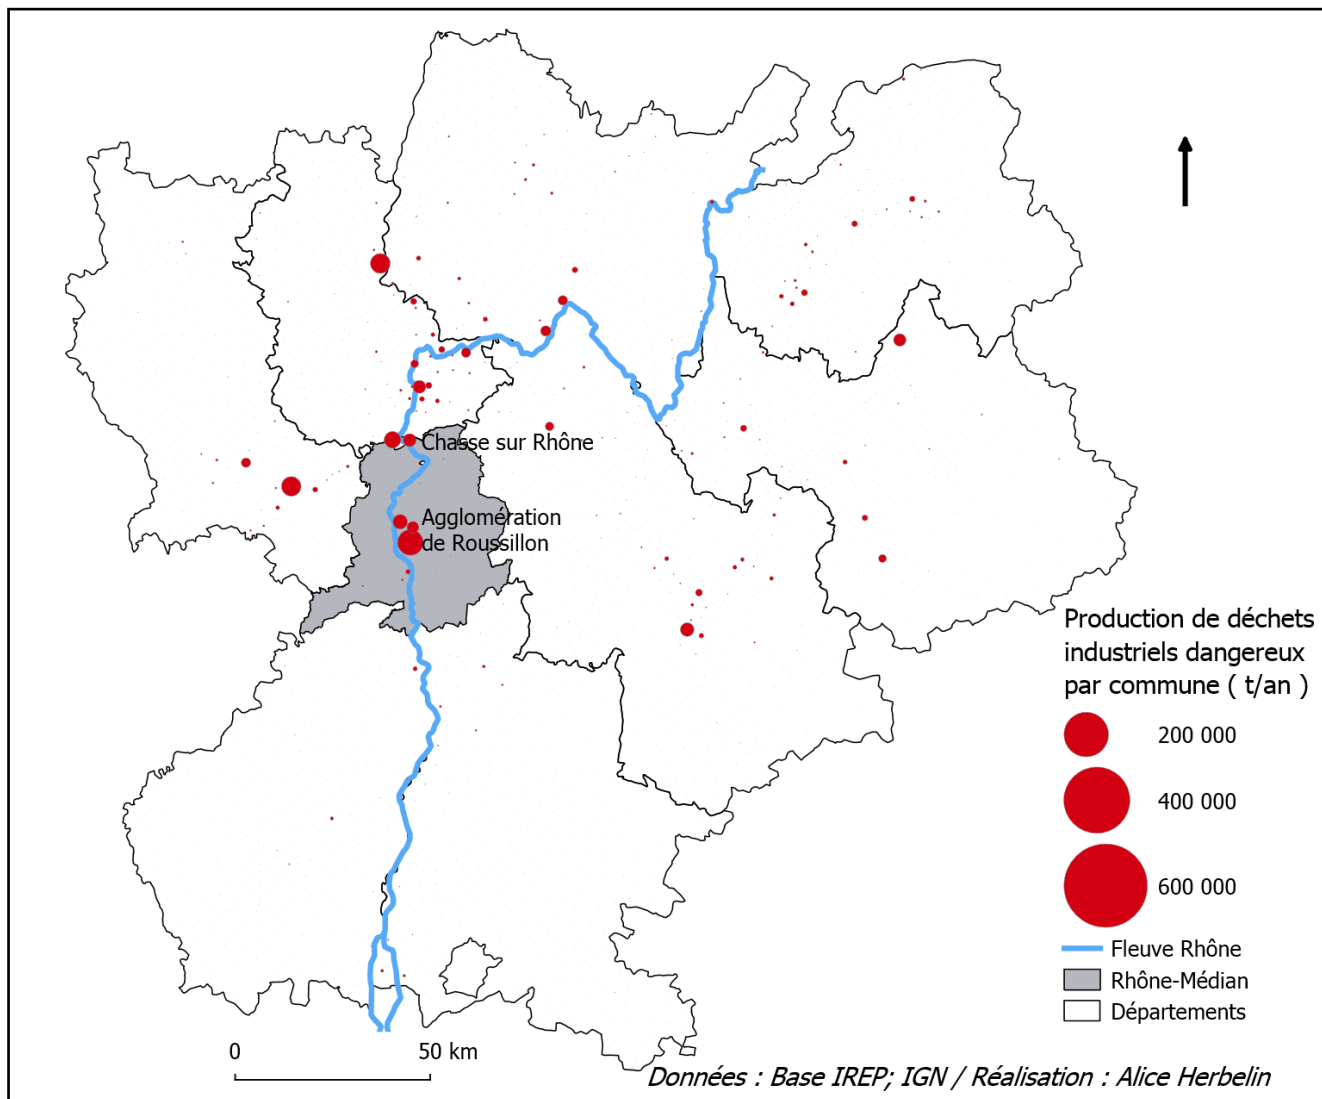 Chasse sur Rhône
Agglomération
de Roussillon
Production de déchets
industriels dangereux
par commune ( t/an )
200 000
400 000
600 000
Fleuve Rhône
Rhône-Médian
Départements
0 50 km
Données : Base IREP; IGN / Réalisation : Alice Herbelin